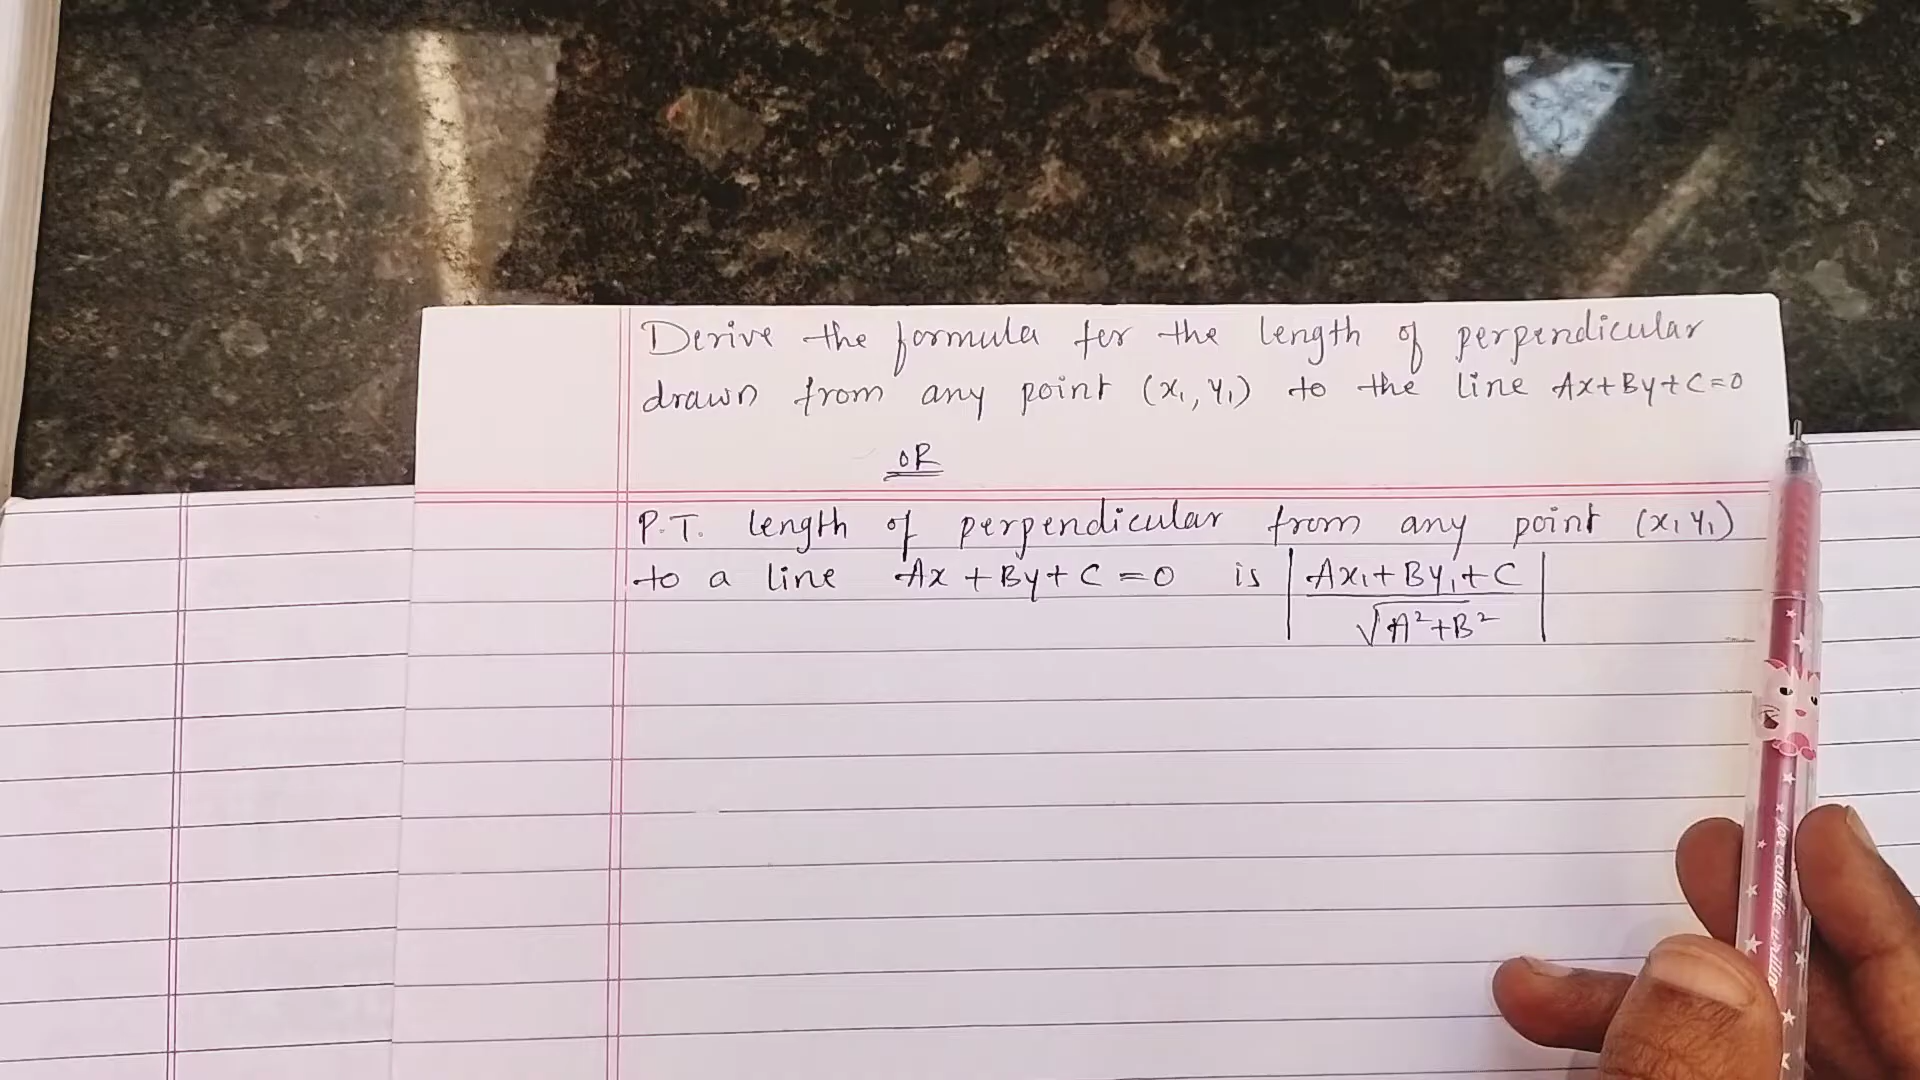 Derive the formula for the length of perpendicular
drawn from any point (x₁, y₁) to the line Ax+By+C=0
OR
P.T. length of perpendicular from any point (x₁ y₁)
to a line Ax + By + C = 0 is | Ax₁ + By₁ + C |
√A²+B²